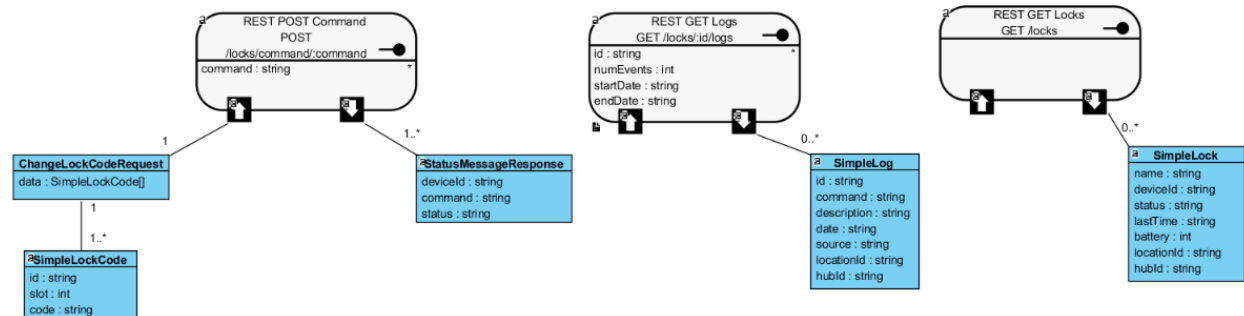 a
REST POST Command
POST
/locks/command/:command
command : string
*
a
a
1
1..*
ChangeLockCodeRequest
data : SimpleLockCode[]
1
1..*
a
SimpleLockCode
id : string
slot : int
code : string
a
StatusMessageResponse
deviceId : string
command : string
status : string
a
REST GET Logs
GET /locks/:id/logs
id : string
*
numEvents : int
startDate : string
endDate : string
a
a
0..*
a
SimpleLog
id : string
command : string
description : string
date : string
source : string
locationId : string
hubId : string
a
REST GET Locks
GET /locks
a
a
0..*
a
SimpleLock
name : string
deviceId : string
status : string
lastTime : string
battery : int
locationId : string
hubId : string